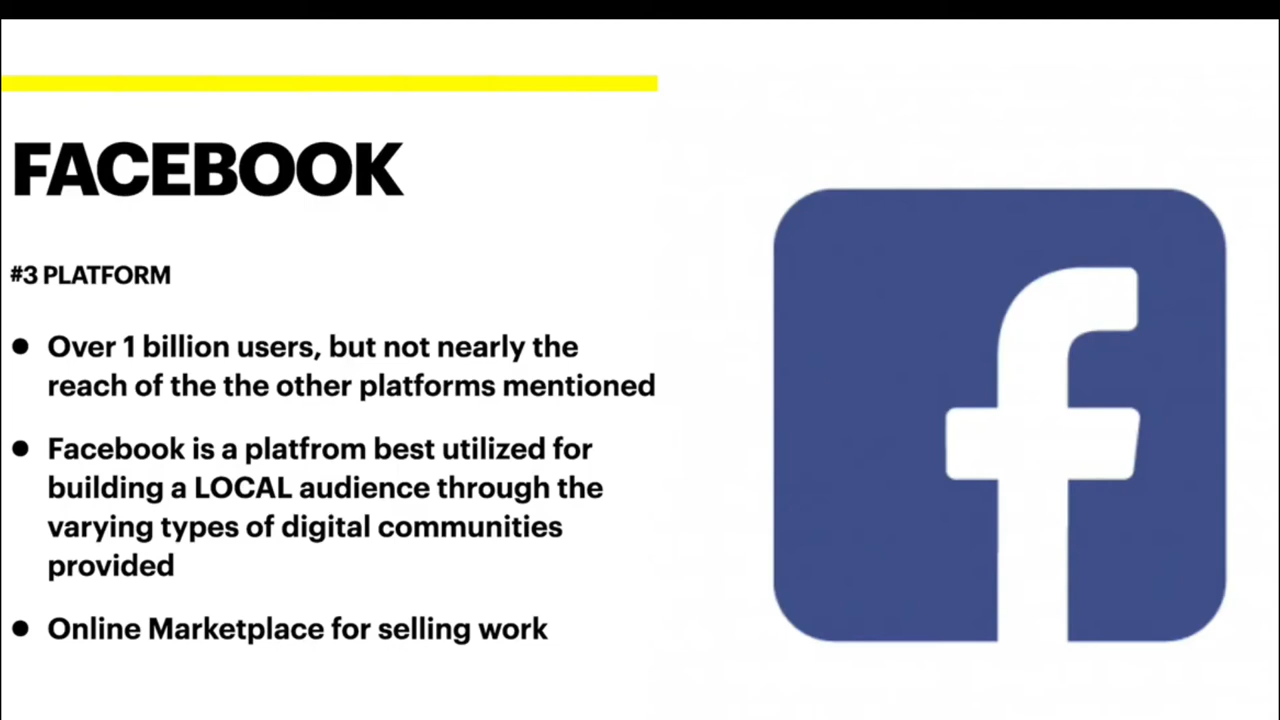 FACEBOOK
#3 PLATFORM
● Over 1 billion users, but not nearly the
reach of the the other platforms mentioned
● Facebook is a platfrom best utilized for
building a LOCAL audience through the
varying types of digital communities
provided
● Online Marketplace for selling work
f